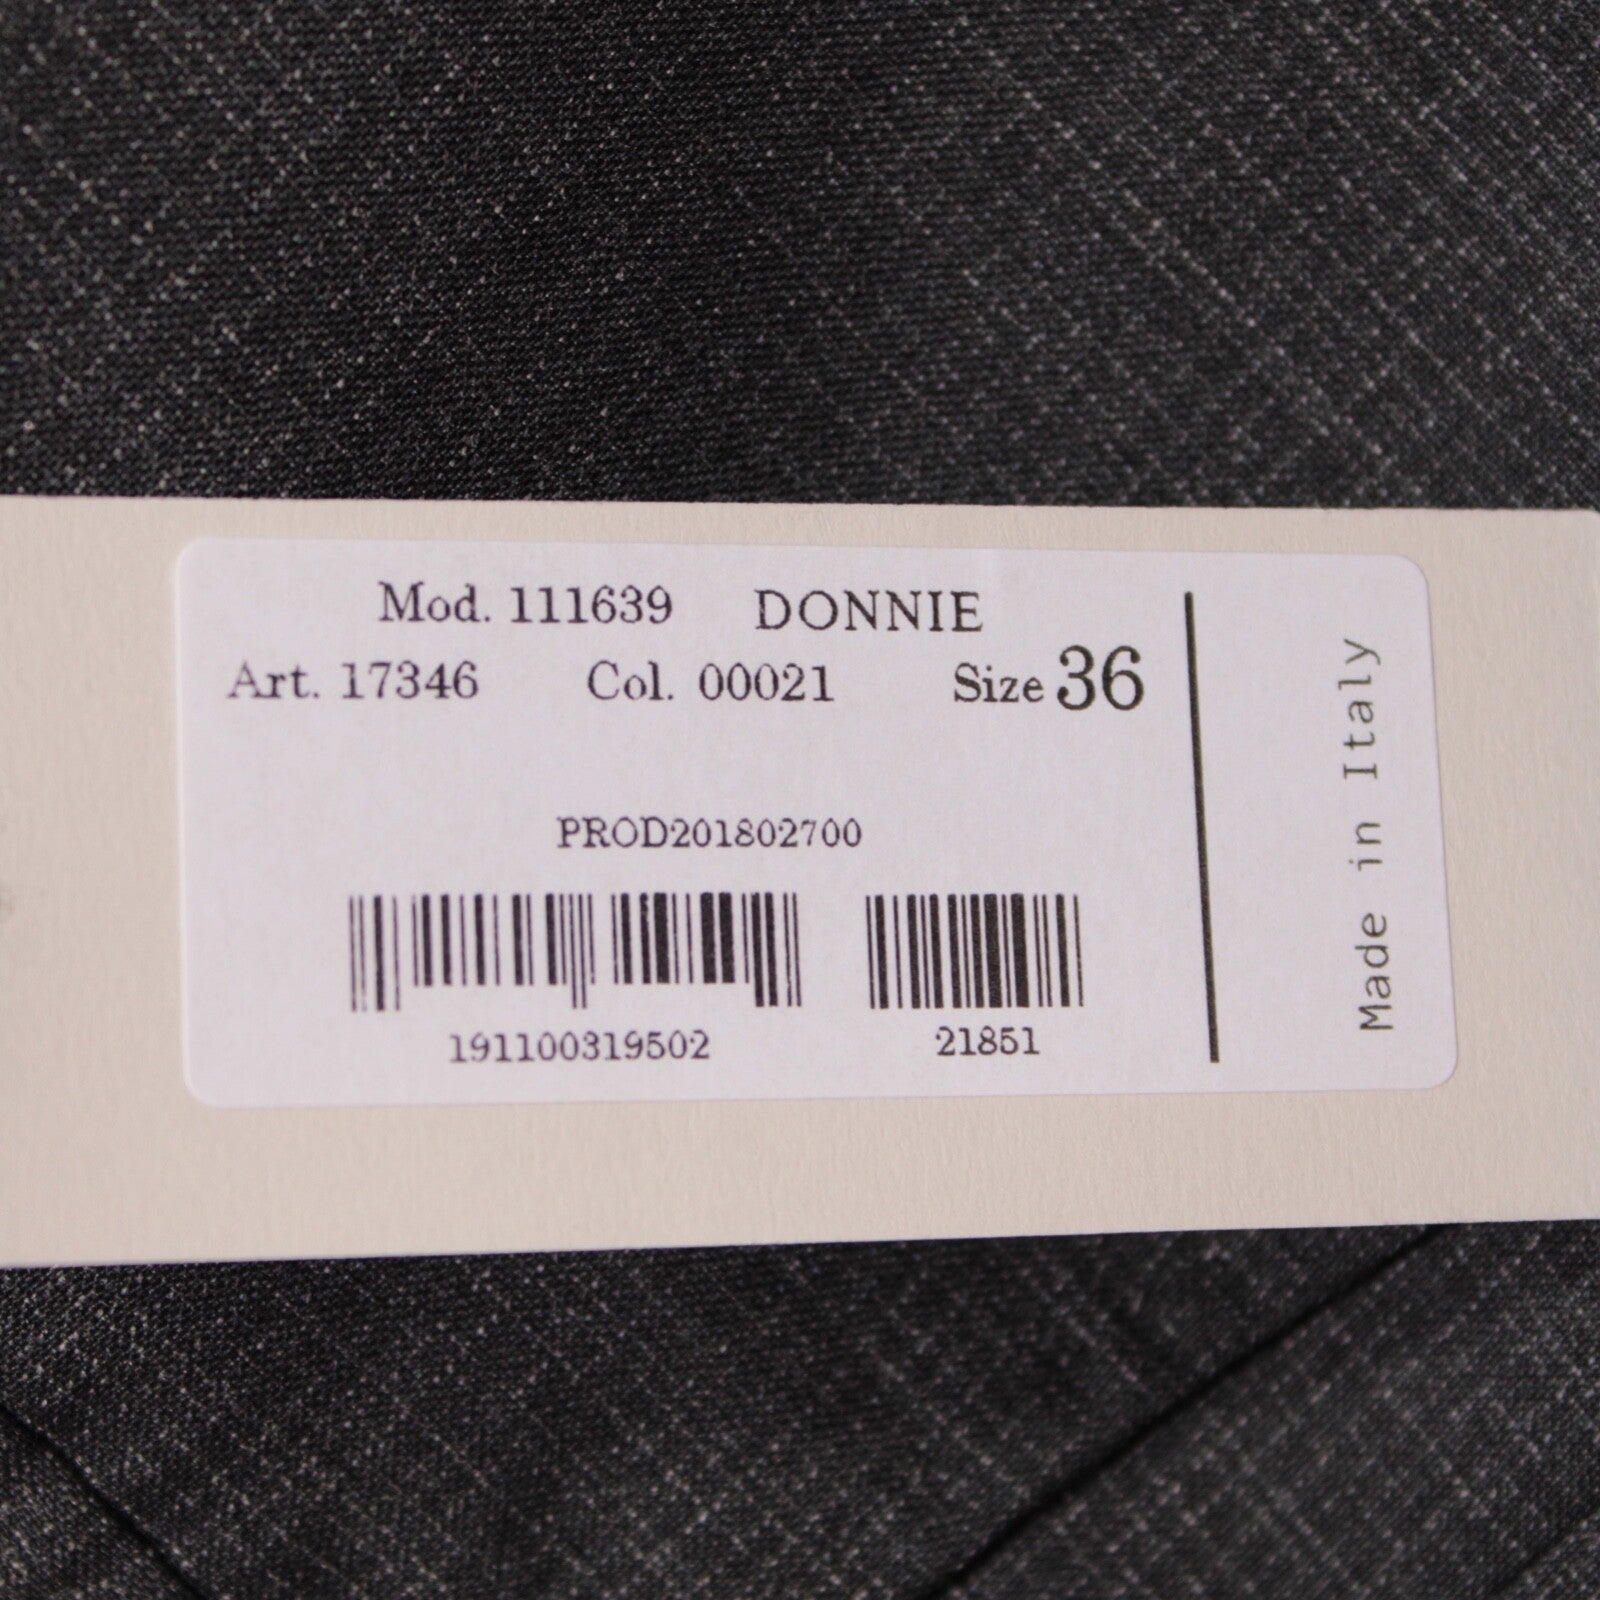 Mod. 111639 DONNIE
Art. 17346 Col. 00021 Size 36
PROD201802700
191100319502 21851
Made in Italy